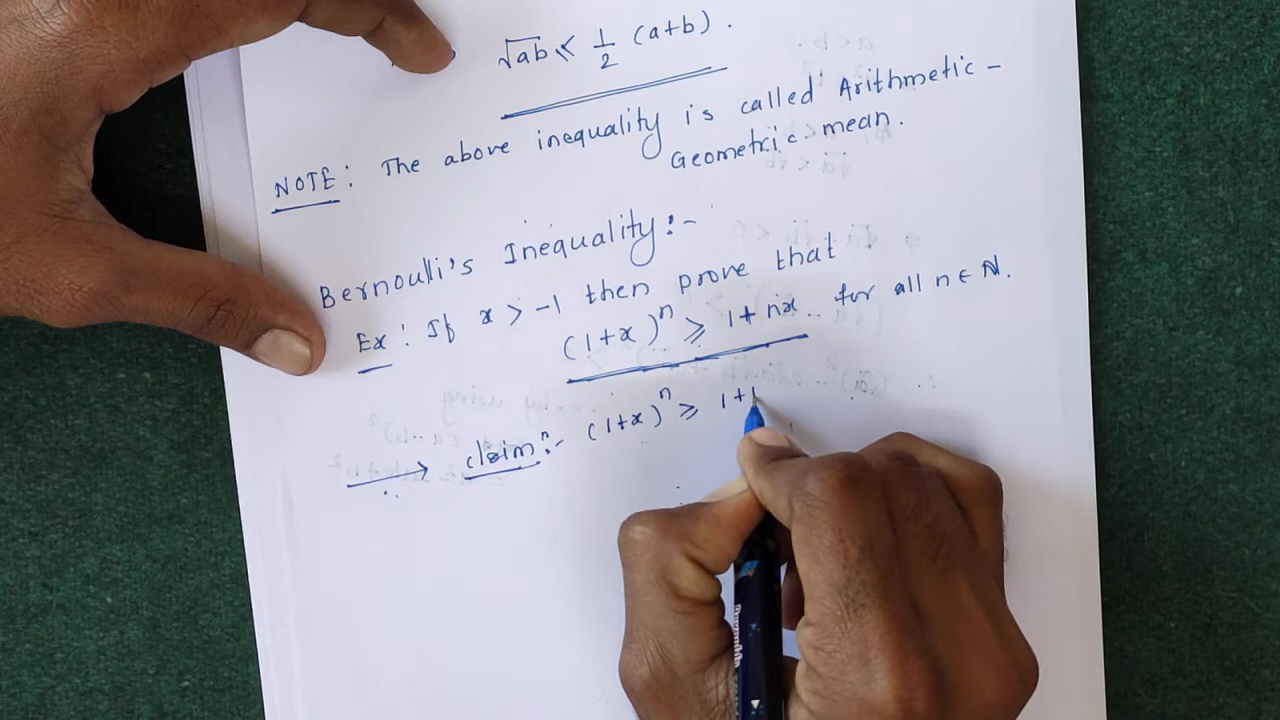 √ab ≤ 1/2 (a+b).
NOTE: The above inequality is called Arithmetic -
Geometric mean.
Bernoulli's Inequality:-
Ex: If x > -1 then prove that
(1+x)^n ≥ 1 + nx.. for all n ∈ N.
→ claim:- (1+x)^n ≥ 1+